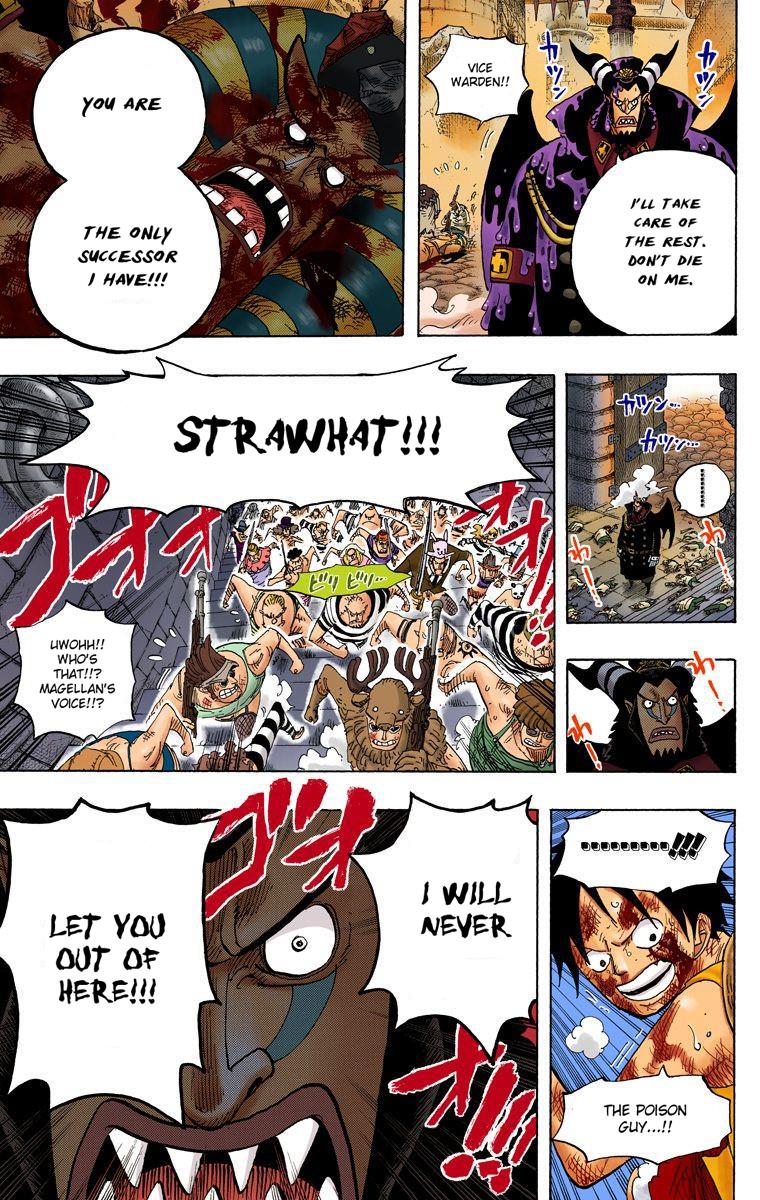 VICE
WARDEN!!
カツン
カツン
I'LL TAKE
CARE OF
THE REST.
DON'T DIE
ON ME.
YOU ARE
THE ONLY
SUCCESSOR
I HAVE!!!
カツン…
カツン…
...........
わー!
わー!
わー!
わー!
STRAWHAT!!!
ゴオオオオ!!
ビリビリ…
UWOHH!!
WHO'S
THAT!!?
MAGELLAN'S
VOICE!!?
..........!!!
THE POISON
GUY...!!
I WILL
NEVER
LET YOU
OUT OF
HERE!!!
ゴオオ!!!